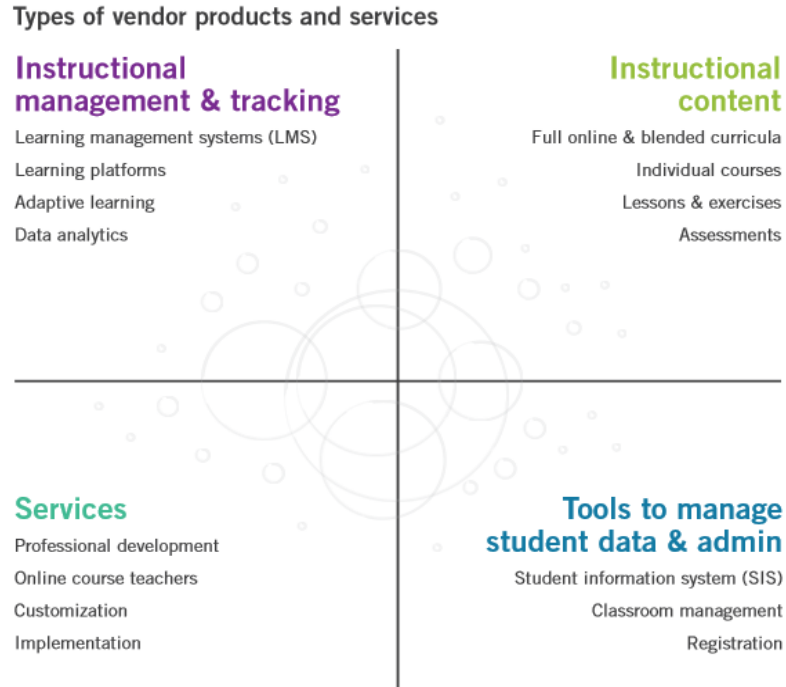 Types of vendor products and services
Instructional
management & tracking
Learning management systems (LMS)
Learning platforms
Adaptive learning
Data analytics
Instructional
content
Full online & blended curricula
Individual courses
Lessons & exercises
Assessments
Services
Professional development
Online course teachers
Customization
Implementation
Tools to manage
student data & admin
Student information system (SIS)
Classroom management
Registration